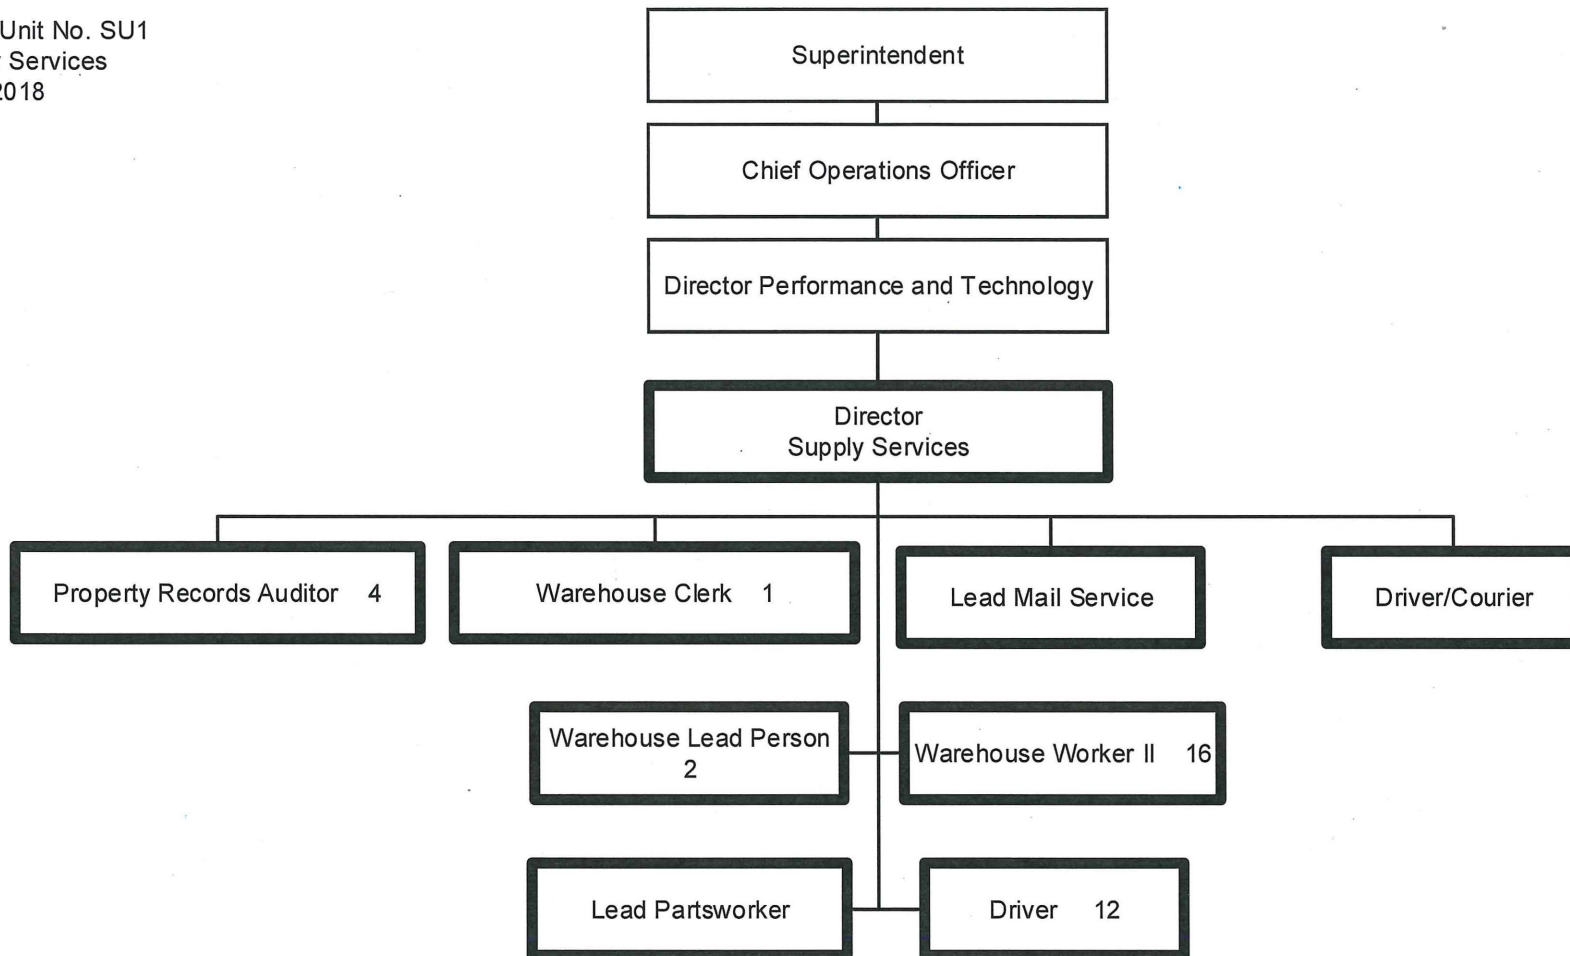 Unit No. SU1
Services
2018
Superintendent
Chief Operations Officer
Director Performance and Technology
Director
Supply Services
Property Records Auditor 4
Warehouse Clerk 1
Lead Mail Service
Driver/Courier
Warehouse Lead Person
2
Warehouse Worker II 16
Lead Partsworker
Driver 12